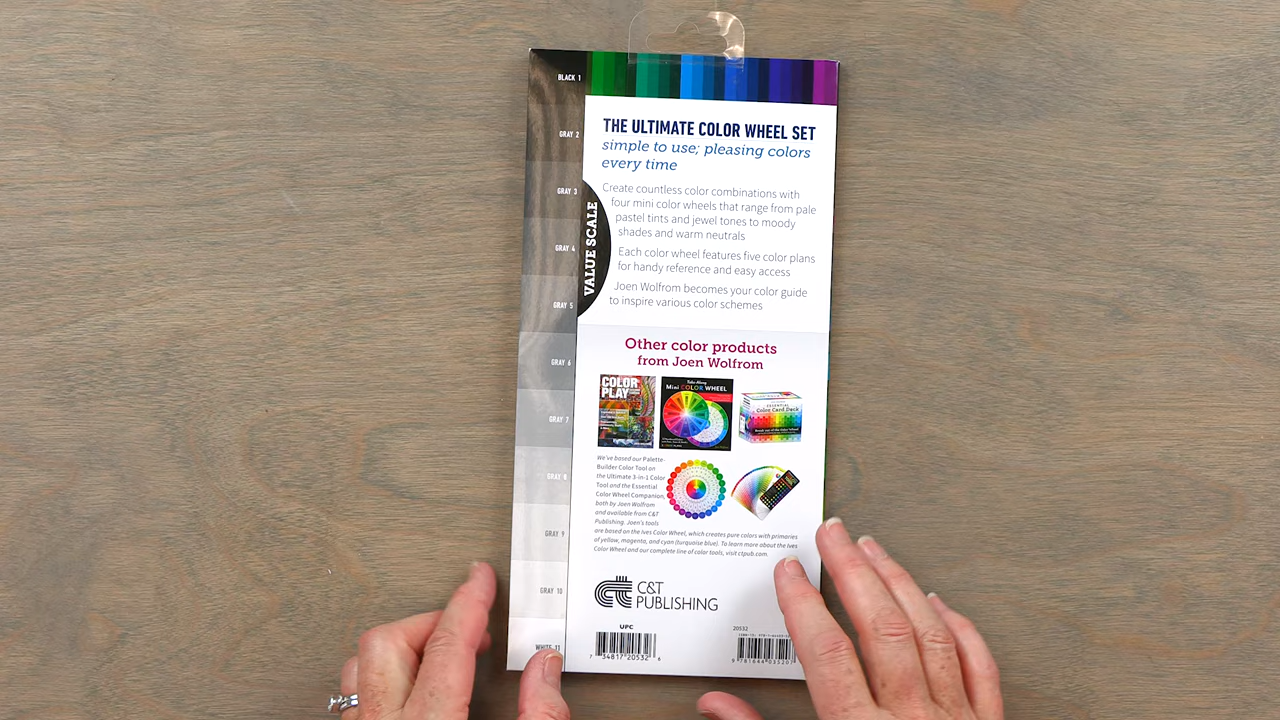 BLACK 1
GRAY 2
GRAY 3
GRAY 4
GRAY 5
GRAY 6
GRAY 7
GRAY 8
GRAY 9
GRAY 10
WHITE 11
VALUE SCALE
THE ULTIMATE COLOR WHEEL SET
simple to use; pleasing colors
every time
Create countless color combinations with
four mini color wheels that range from pale
pastel tints and jewel tones to moody
shades and warm neutrals
Each color wheel features five color plans
for handy reference and easy access
Joen Wolfrom becomes your color guide
to inspire various color schemes
Other color products
from Joen Wolfrom
COLOR
PLAY
Mini COLOR WHEEL
ESSENTIAL
Color Card Deck
We've based our Palette-
Builder Color Tool on
the Ultimate 3-in-1 Color
Tool and the Essential
Color Wheel Companion,
both by Joen Wolfrom
and available from C&T
Publishing. Joen's tools
are based on the Ives Color Wheel, which creates pure colors with primaries
of yellow, magenta, and cyan (turquoise blue). To learn more about the Ives
Color Wheel and our complete line of color tools, visit ctpub.com.
C&T
PUBLISHING
UPC
7 34817 20532 6
20532